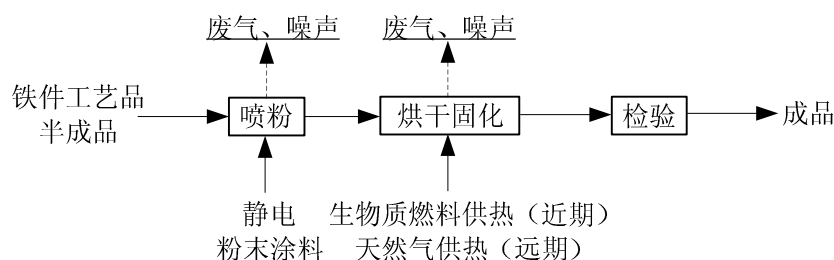 废气、噪声
废气、噪声
铁件工艺品
半成品
喷粉
烘干固化
检验
成品
静电
粉末涂料
生物质燃料供热（近期）
天然气供热（远期）